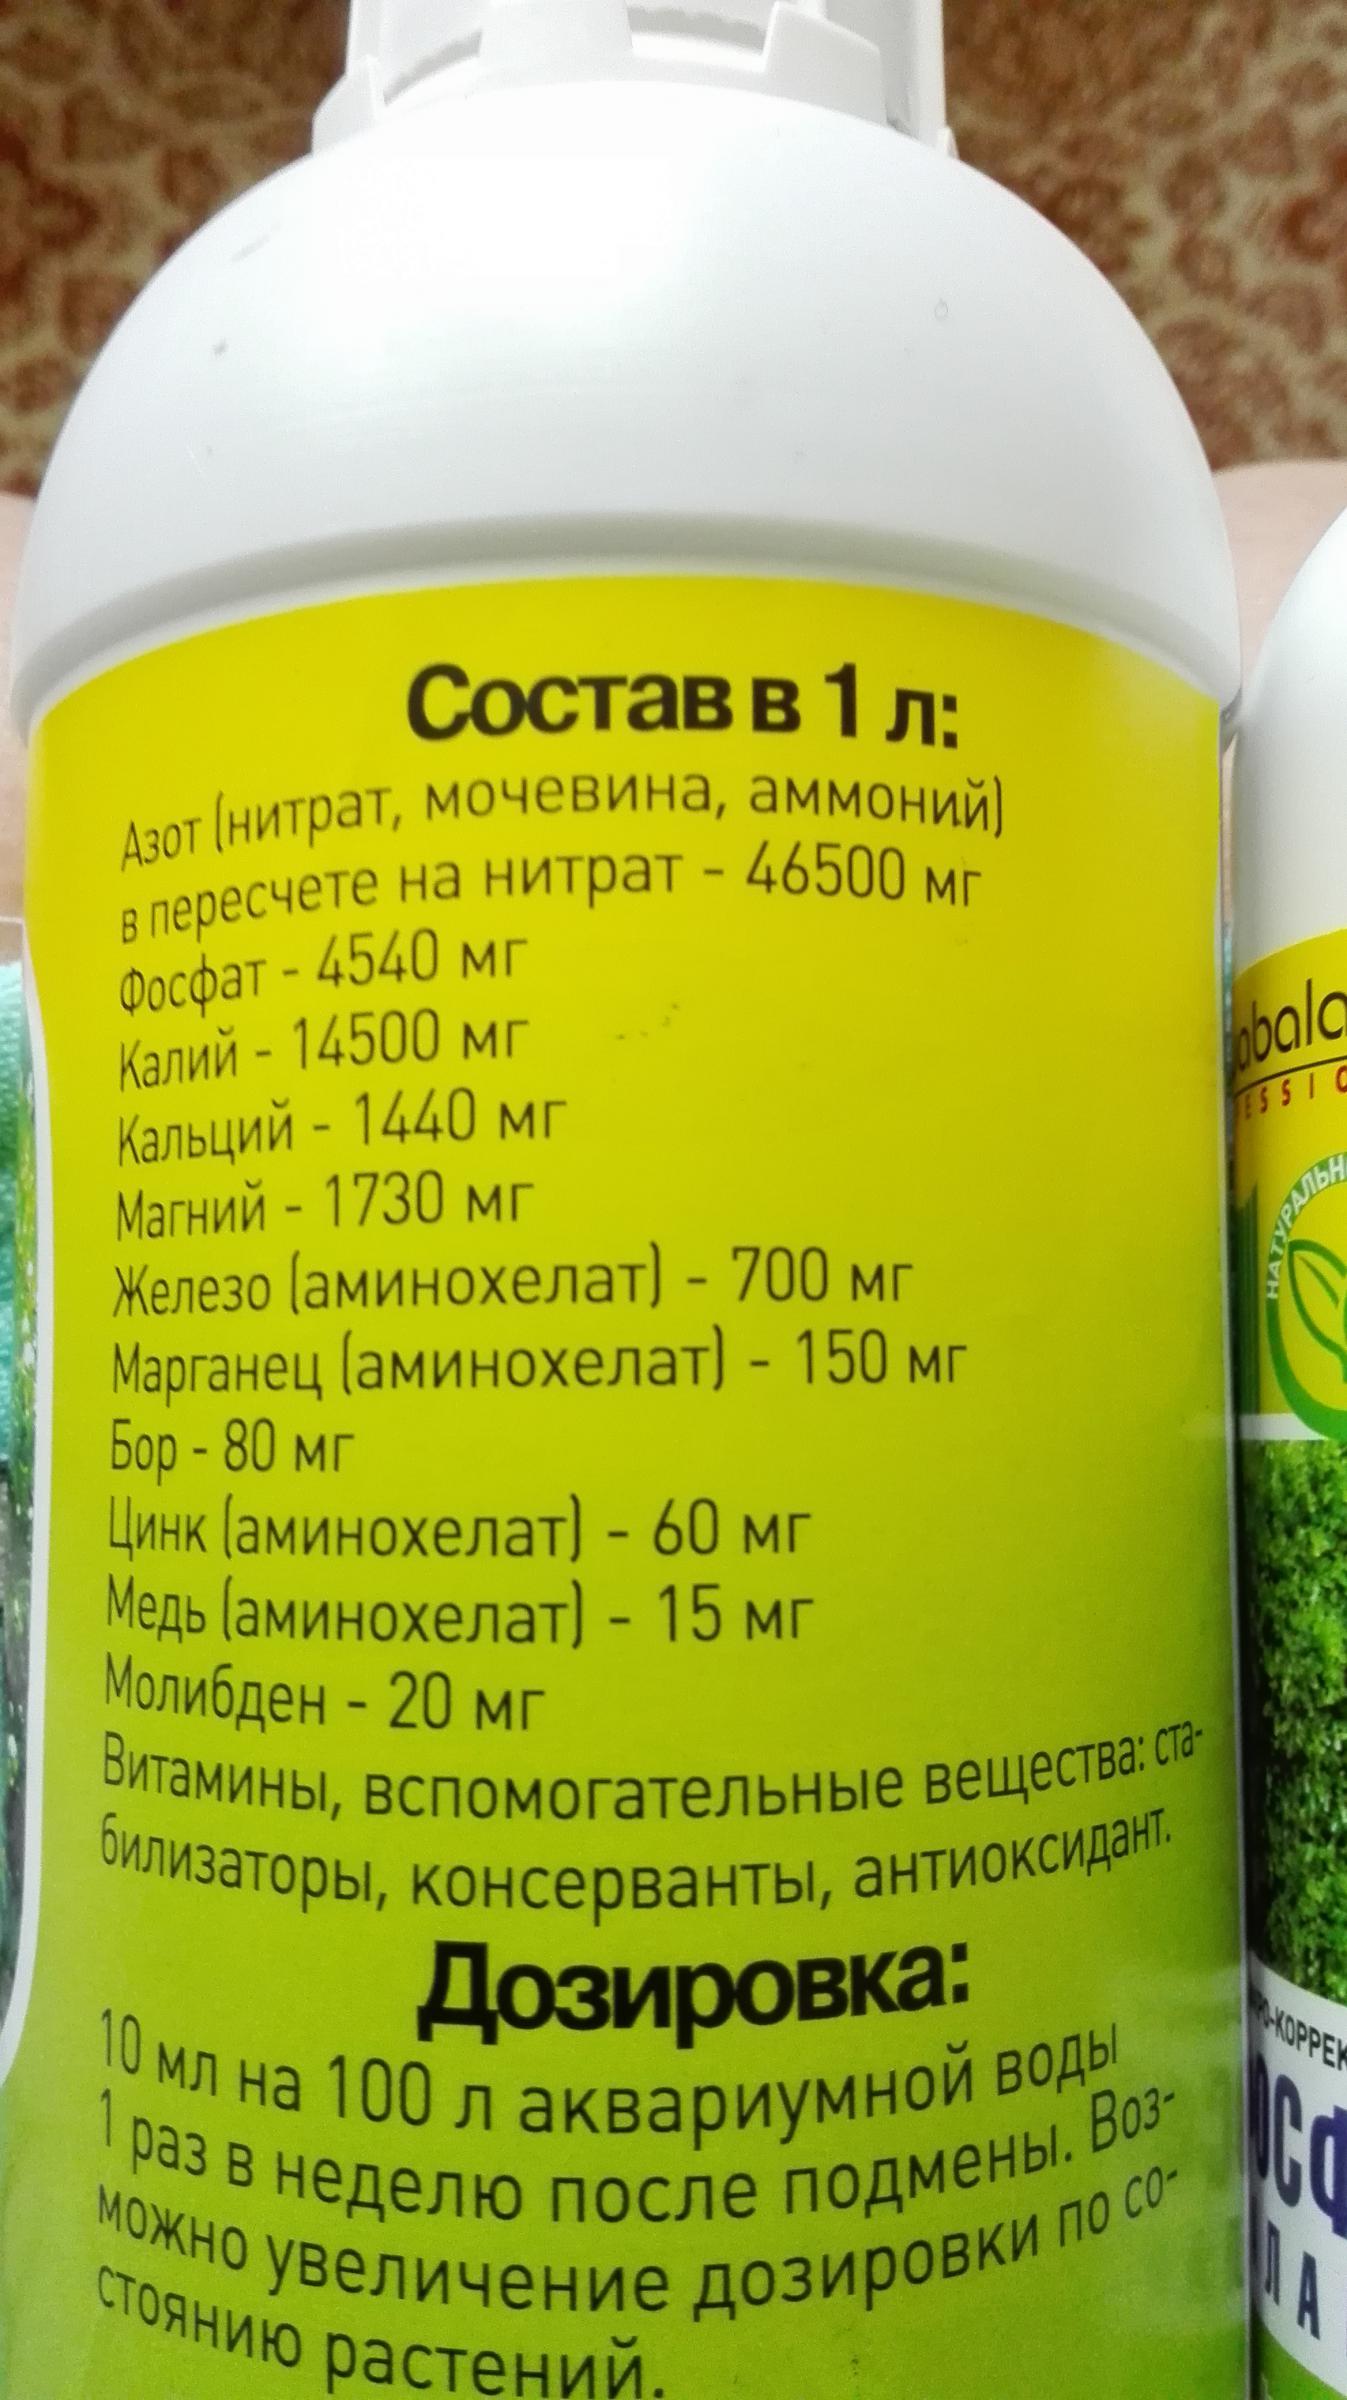 Состав в 1 л:
Азот (нитрат, мочевина, аммоний)
в пересчете на нитрат - 46500 мг
Фосфат - 4540 мг
Калий - 14500 мг
Кальций - 1440 мг
Магний - 1730 мг
Железо (аминохелат) - 700 мг
Марганец (аминохелат) - 150 мг
Бор - 80 мг
Цинк (аминохелат) - 60 мг
Медь (аминохелат) - 15 мг
Молибден - 20 мг
Витамины, вспомогательные вещества: ста-
билизаторы, консерванты, антиоксидант.
Дозировка:
10 мл на 100 л аквариумной воды
1 раз в неделю после подмены. Воз-
можно увеличение дозировки по со-
стоянию растений.